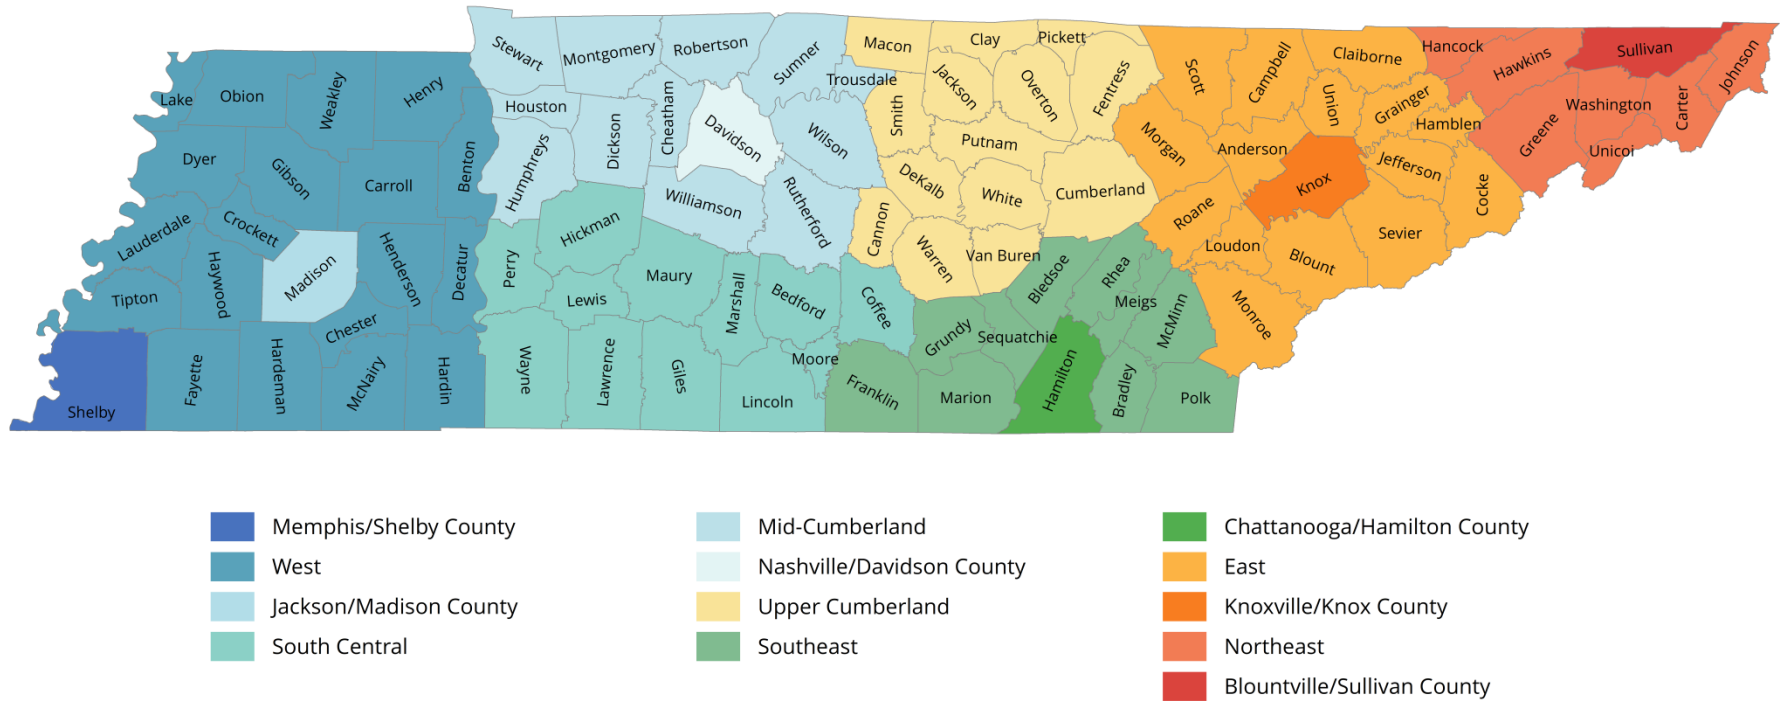 Stewart
Montgomery
Robertson
Sumner
Macon
Clay
Pickett
Fentress
Scott
Campbell
Claiborne
Hancock
Hawkins
Sullivan
Johnson
Lake
Obion
Weakley
Henry
Houston
Dickson
Cheatham
Davidson
Trousdale
Wilson
Smith
Jackson
Overton
Putnam
Morgan
Anderson
Union
Grainger
Hamblen
Greene
Washington
Carter
Unicoi
Dyer
Gibson
Carroll
Benton
Humphreys
Williamson
Rutherford
DeKalb
White
Cumberland
Roane
Knox
Jefferson
Cocke
Lauderdale
Crockett
Haywood
Madison
Henderson
Decatur
Perry
Hickman
Maury
Cannon
Warren
Van Buren
Bledsoe
Rhea
Meigs
McMinn
Loudon
Blount
Sevier
Monroe
Tipton
Chester
Lewis
Marshall
Bedford
Coffee
Grundy
Sequatchie
Shelby
Fayette
Hardeman
McNairy
Hardin
Wayne
Lawrence
Giles
Lincoln
Moore
Franklin
Marion
Hamilton
Bradley
Polk
Memphis/Shelby County
West
Jackson/Madison County
South Central
Mid-Cumberland
Nashville/Davidson County
Upper Cumberland
Southeast
Chattanooga/Hamilton County
East
Knoxville/Knox County
Northeast
Blountville/Sullivan County